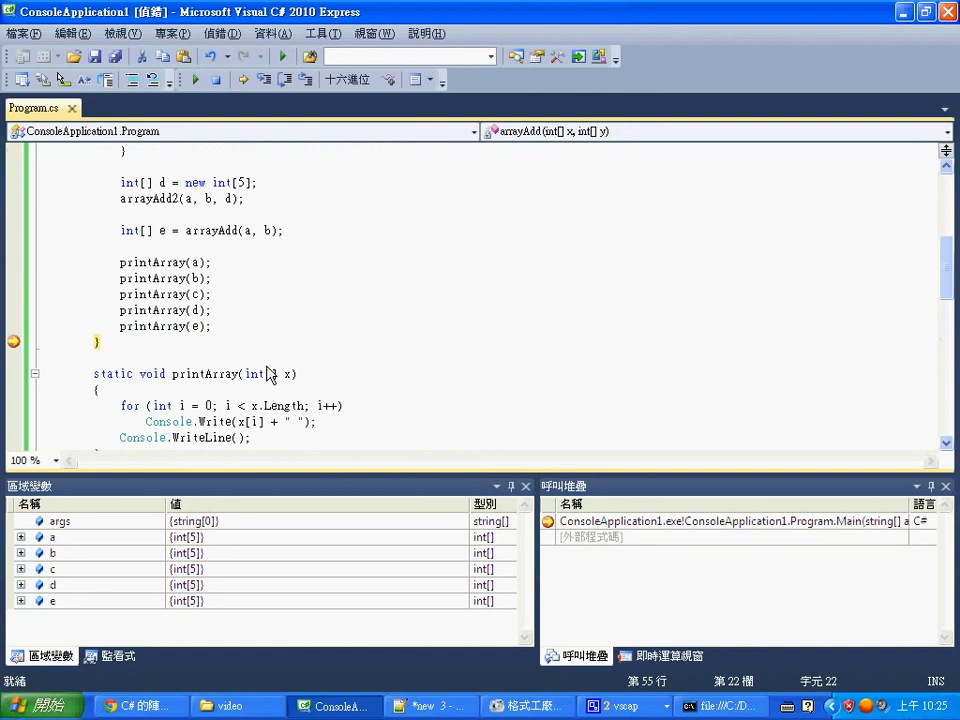 ConsoleApplication1 [偵錯] - Microsoft Visual C# 2010 Express
檔案(F) 編輯(E) 檢視(V) 專案(P) 偵錯(D) 資料(A) 工具(T) 視窗(W) 說明(H)
十六進位
Program.cs
ConsoleApplication1.Program
arrayAdd(int[] x, int[] y)
}
int[] d = new int[5];
arrayAdd2(a, b, d);
int[] e = arrayAdd(a, b);
printArray(a);
printArray(b);
printArray(c);
printArray(d);
printArray(e);
}
static void printArray(int[] x)
{
for (int i = 0; i < x.Length; i++)
Console.Write(x[i] + " ");
Console.WriteLine();
100 %
區域變數
名稱 值 型別
args {string[0]} string[]
a {int[5]} int[]
b {int[5]} int[]
c {int[5]} int[]
d {int[5]} int[]
e {int[5]} int[]
區域變數 監看式
呼叫堆疊
名稱 語言
ConsoleApplication1.exe!ConsoleApplication1.Program.Main(string[] a C#
[外部程式碼]
呼叫堆疊 即時運算視窗
就緒 第 55 行 第 22 欄 字元 22 INS
開始 C# 的陣... video ConsoleA... *new 3 - ... 格式工廠... 2 vscap file:///C:/D... 上午 10:25